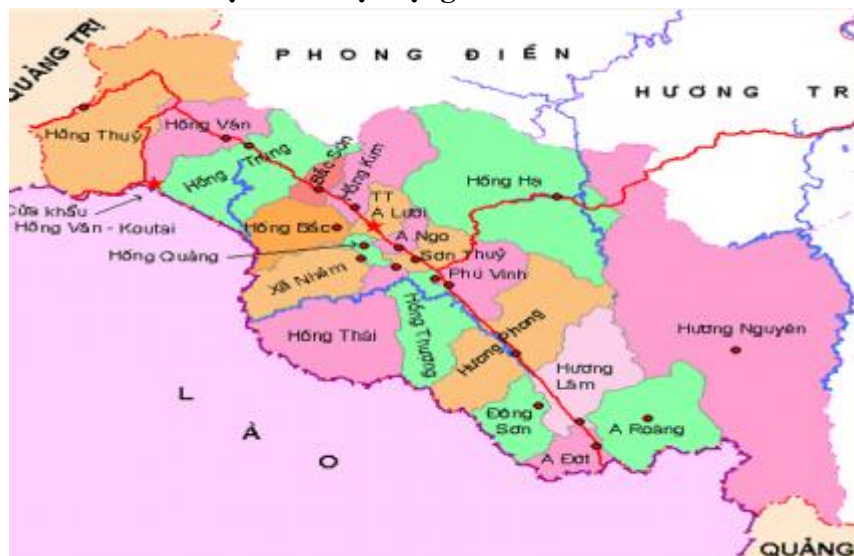 PHONG ĐIỀN
QUẢNG TRỊ
HƯƠNG TR
Hồng Thuỷ
Hồng Vân
Hồng Trung
Bắc Sơn
Hồng Kim
TT
A Lưới
Hồng Hạ
Cửa khẩu
Hồng Vân - Koutai
Hồng Bắc
A Ngo
Hồng Quảng
Sơn Thuỷ
Xã Nhâm
Phú Vinh
Hồng Thái
Hồng Thượng
Hương Phong
Hương Nguyên
Hương
Lâm
LÀO
Đông
Sơn
A Roàng
A Đớt
QUẢNG